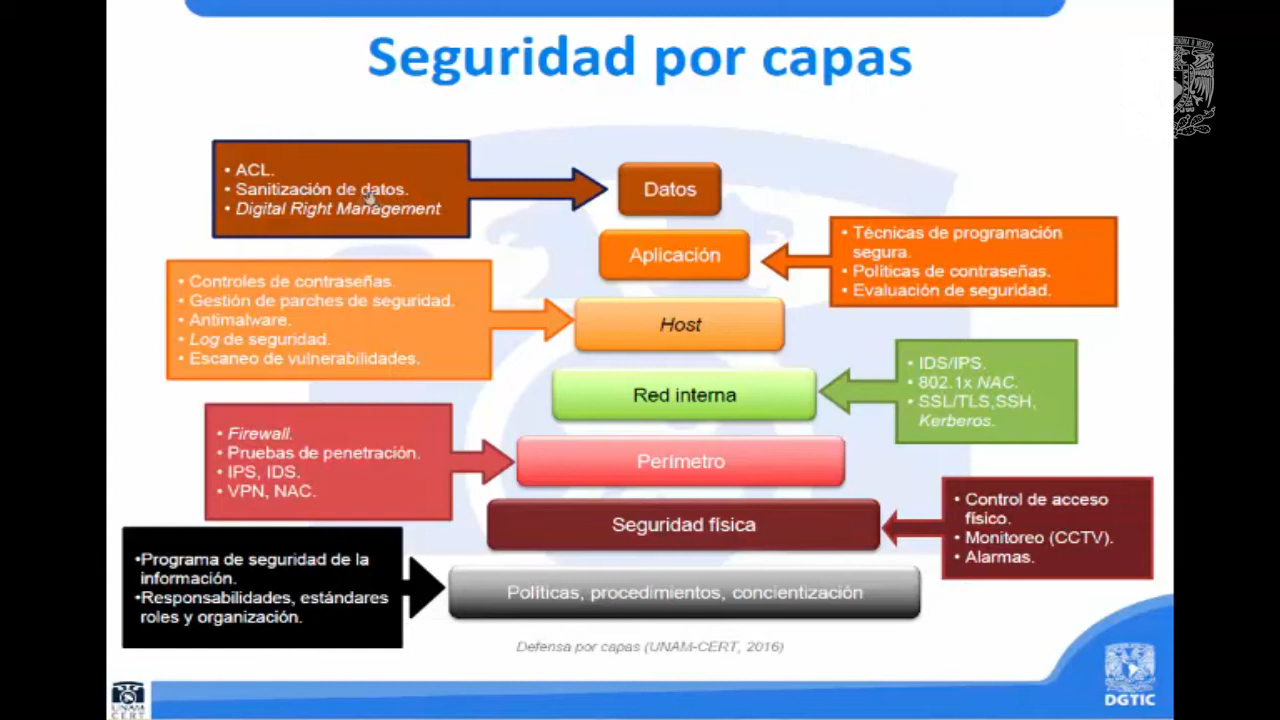 Seguridad por capas
• ACL.
• Sanitización de datos.
• Digital Right Management
Datos
Aplicación
• Técnicas de programación
segura.
• Políticas de contraseñas.
• Evaluación de seguridad.
• Controles de contraseñas.
• Gestión de parches de seguridad.
• Antimalware.
• Log de seguridad.
• Escaneo de vulnerabilidades.
Host
• IDS/IPS.
• 802.1x NAC.
• SSL/TLS,SSH,
Kerberos.
Red interna
• Firewall.
• Pruebas de penetración.
• IPS, IDS.
• VPN, NAC.
Perímetro
• Control de acceso
físico.
• Monitoreo (CCTV).
• Alarmas.
Seguridad física
•Programa de seguridad de la
información.
•Responsabilidades, estándares
roles y organización.
Políticas, procedimientos, concientización
Defensa por capas (UNAM-CERT, 2016)
UNAM
CERT
DGTIC